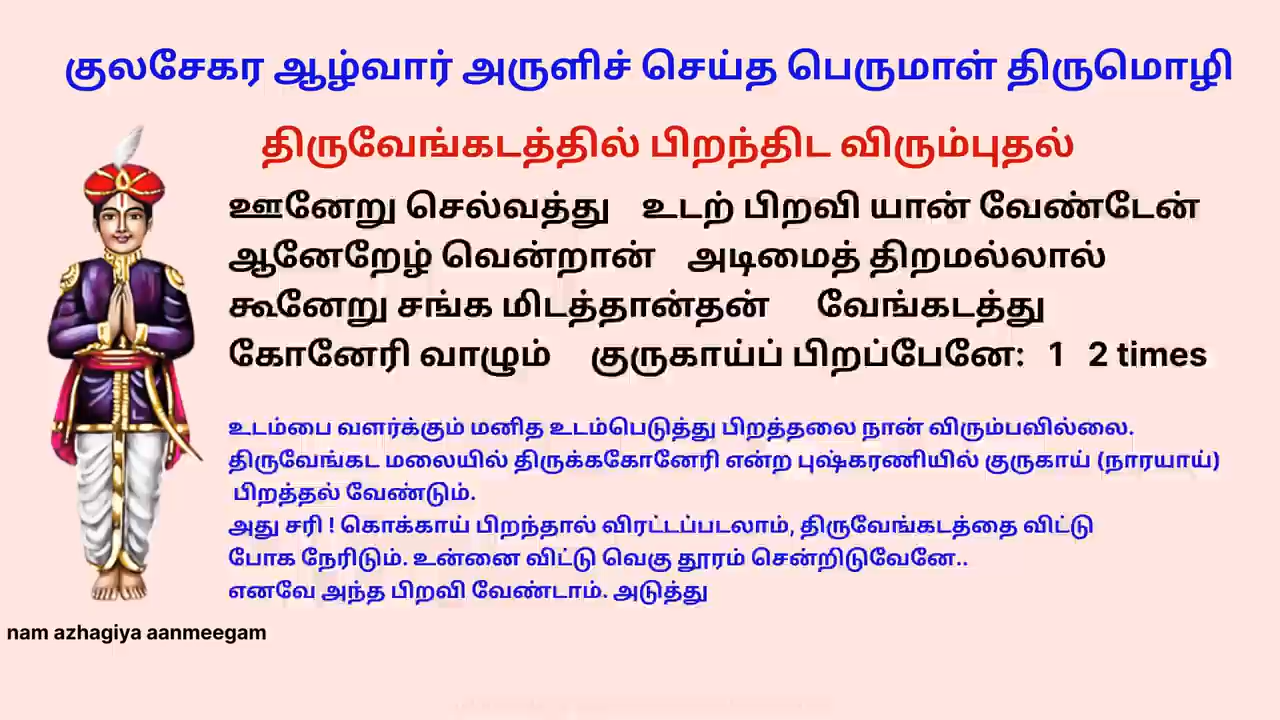 குலசேகர ஆழ்வார் அருளிச் செய்த பெருமாள் திருமொழி
திருவேங்கடத்தில் பிறந்திட விரும்புதல்
ஊனேறு செல்வத்து உடற் பிறவி யான் வேண்டேன்
ஆனேறேழ் வென்றான் அடிமைத் திறமல்லால்
கூனேறு சங்க மிடத்தான்தன் வேங்கடத்து
கோனேரி வாழும் குருகாய்ப் பிறப்பேனே: 1 2 times
உடம்பை வளர்க்கும் மனித உடம்பெடுத்து பிறத்தலை நான் விரும்பவில்லை.
திருவேங்கட மலையில் திருக்ககோனேரி என்ற புஷ்கரணியில் குருகாய் (நாரயாய்)
பிறத்தல் வேண்டும்.
அது சரி ! கொக்காய் பிறந்தால் விரட்டப்படலாம், திருவேங்கடத்தை விட்டு
போக நேரிடும். உன்னை விட்டு வெகு தூரம் சென்றிடுவேனே..
எனவே அந்த பிறவி வேண்டாம். அடுத்து
nam azhagiya aanmeegam